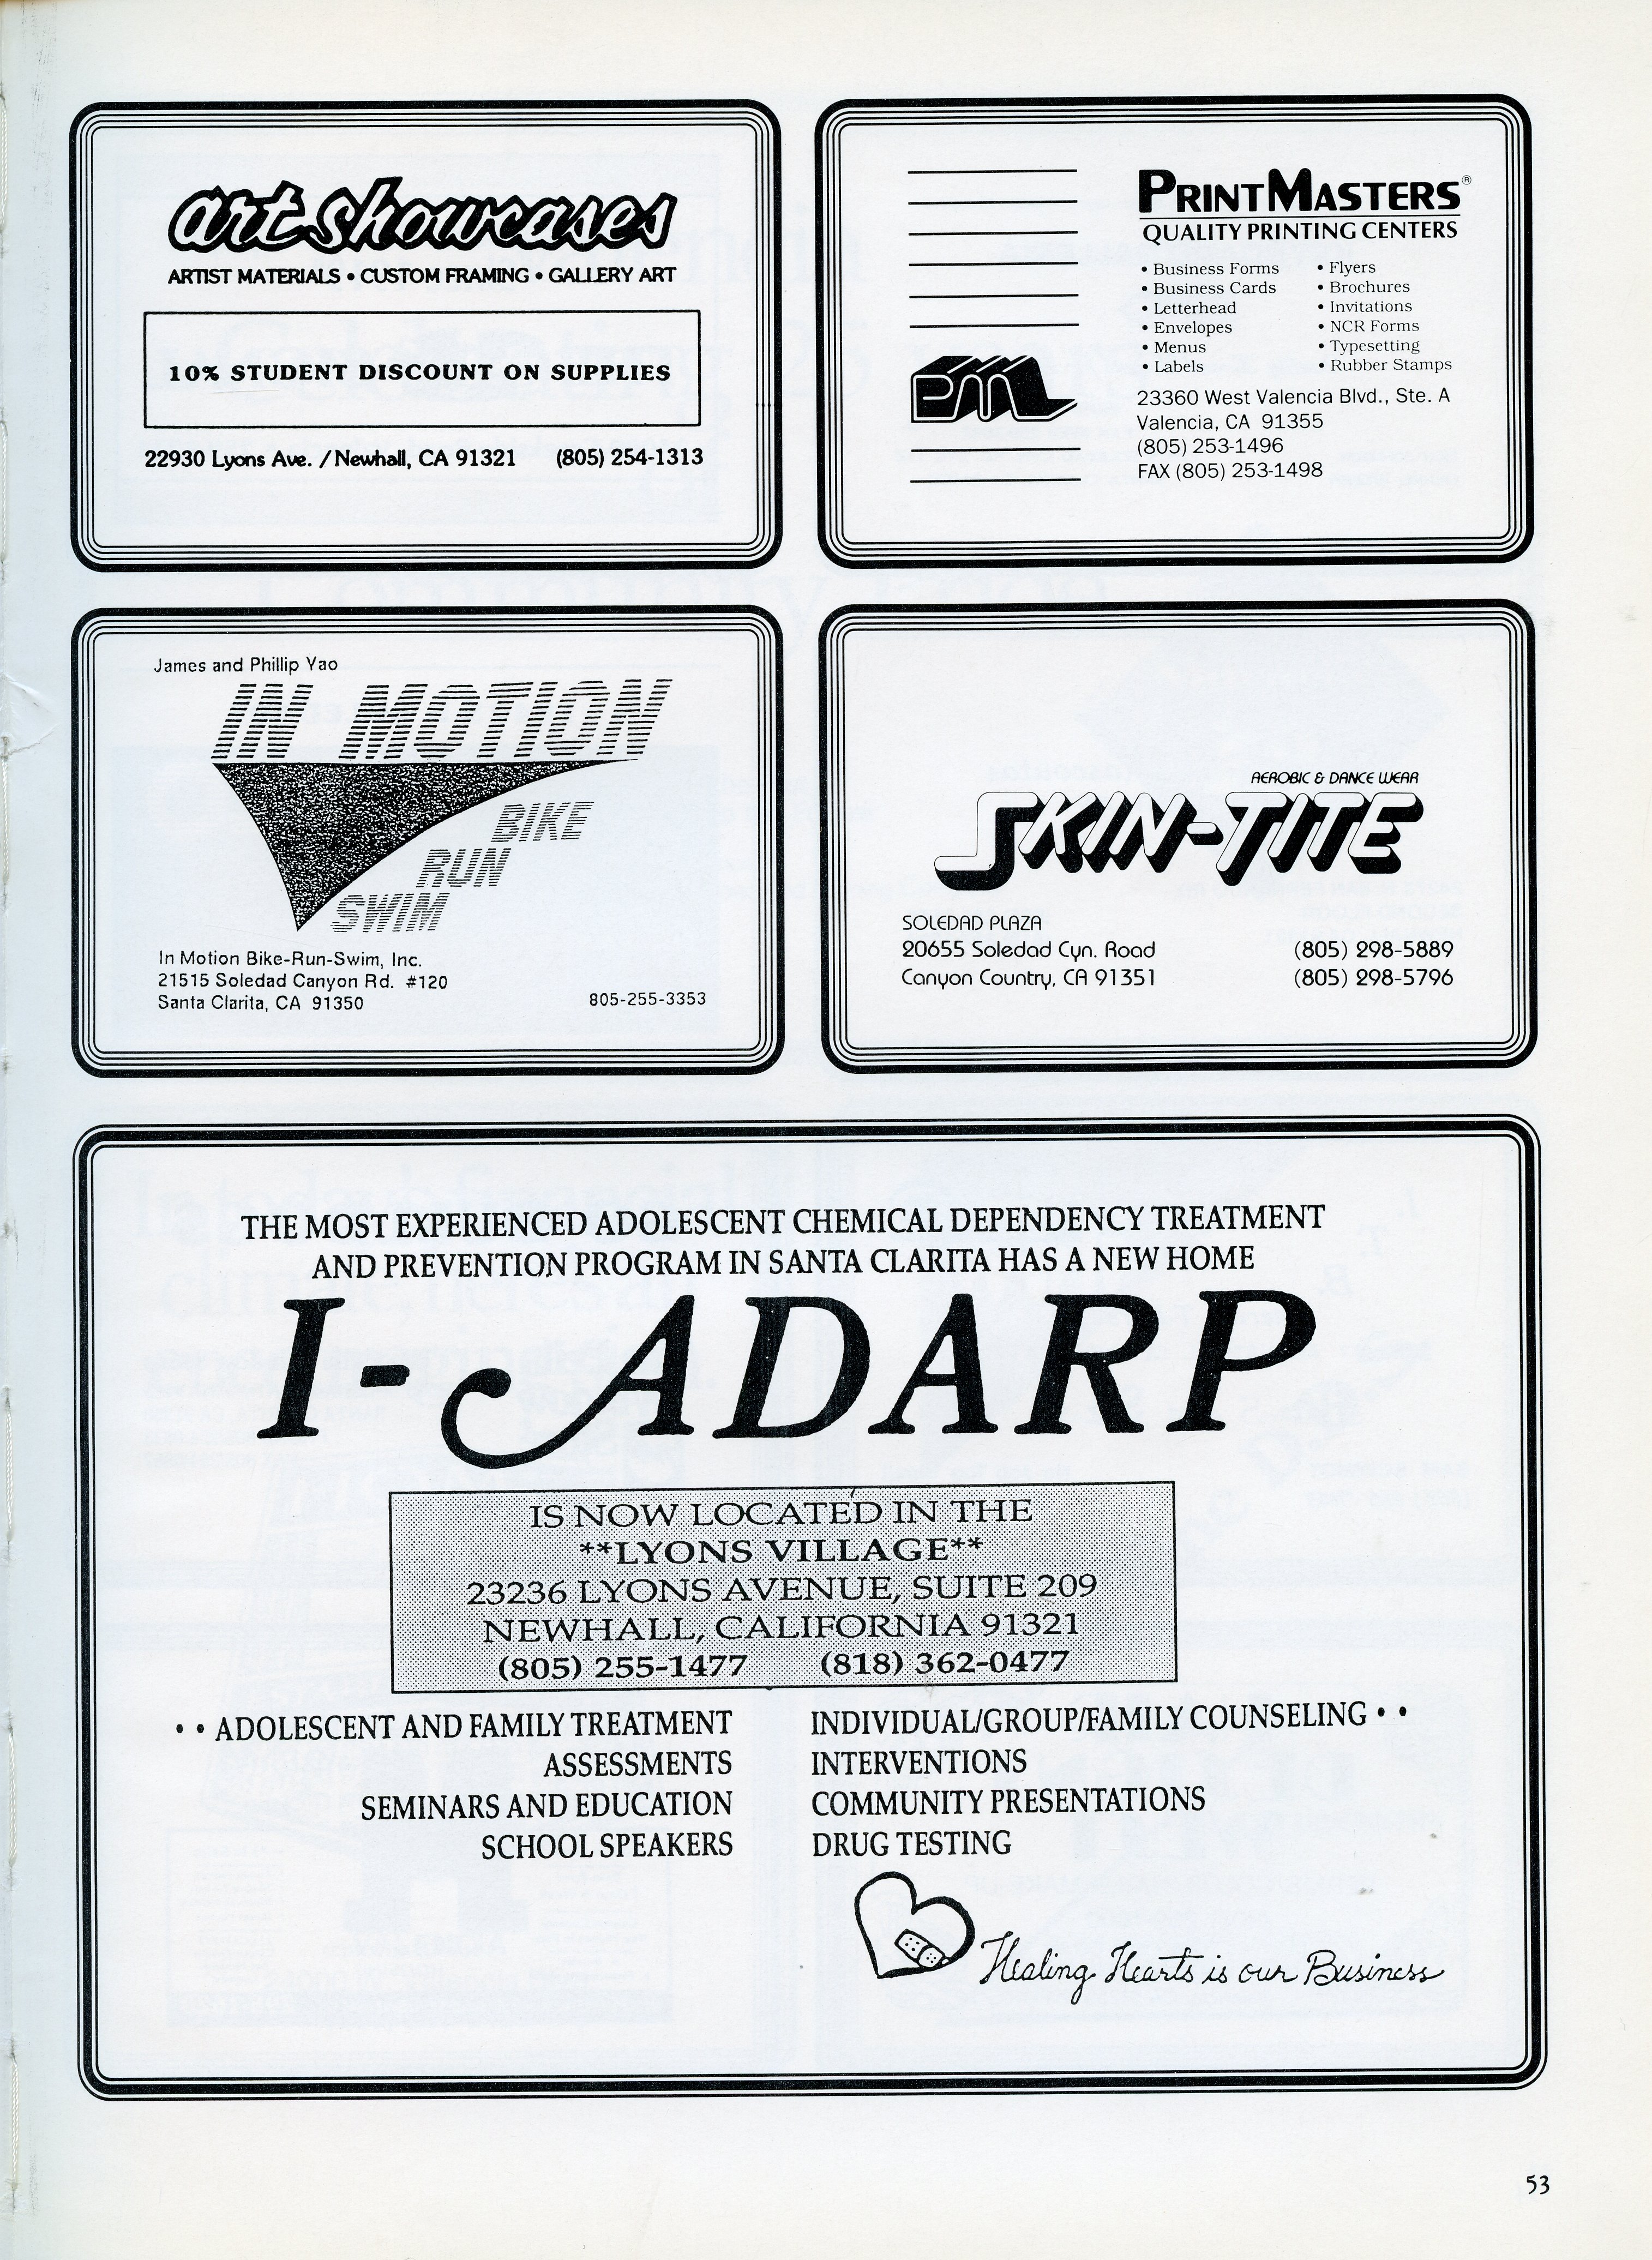 art showcases
ARTIST MATERIALS • CUSTOM FRAMING • GALLERY ART
10% STUDENT DISCOUNT ON SUPPLIES
22930 Lyons Ave. / Newhall, CA 91321 (805) 254-1313
PRINTMASTERS®
QUALITY PRINTING CENTERS
• Business Forms • Flyers
• Business Cards • Brochures
• Letterhead • Invitations
• Envelopes • NCR Forms
• Menus • Typesetting
• Labels • Rubber Stamps
PM
23360 West Valencia Blvd., Ste. A
Valencia, CA 91355
(805) 253-1496
FAX (805) 253-1498
James and Phillip Yao
IN MOTION
BIKE
RUN
SWIM
In Motion Bike-Run-Swim, Inc.
21515 Soledad Canyon Rd. #120
Santa Clarita, CA 91350 805-255-3353
AEROBIC & DANCE WEAR
SKIN-TITE
SOLEDAD PLAZA
20655 Soledad Cyn. Road (805) 298-5889
Canyon Country, CA 91351 (805) 298-5796
THE MOST EXPERIENCED ADOLESCENT CHEMICAL DEPENDENCY TREATMENT
AND PREVENTION PROGRAM IN SANTA CLARITA HAS A NEW HOME
I-ADARP
IS NOW LOCATED IN THE
**LYONS VILLAGE**
23236 LYONS AVENUE, SUITE 209
NEWHALL, CALIFORNIA 91321
(805) 255-1477 (818) 362-0477
• • ADOLESCENT AND FAMILY TREATMENT INDIVIDUAL/GROUP/FAMILY COUNSELING • •
ASSESSMENTS INTERVENTIONS
SEMINARS AND EDUCATION COMMUNITY PRESENTATIONS
SCHOOL SPEAKERS DRUG TESTING
Healing Hearts is our Business
53